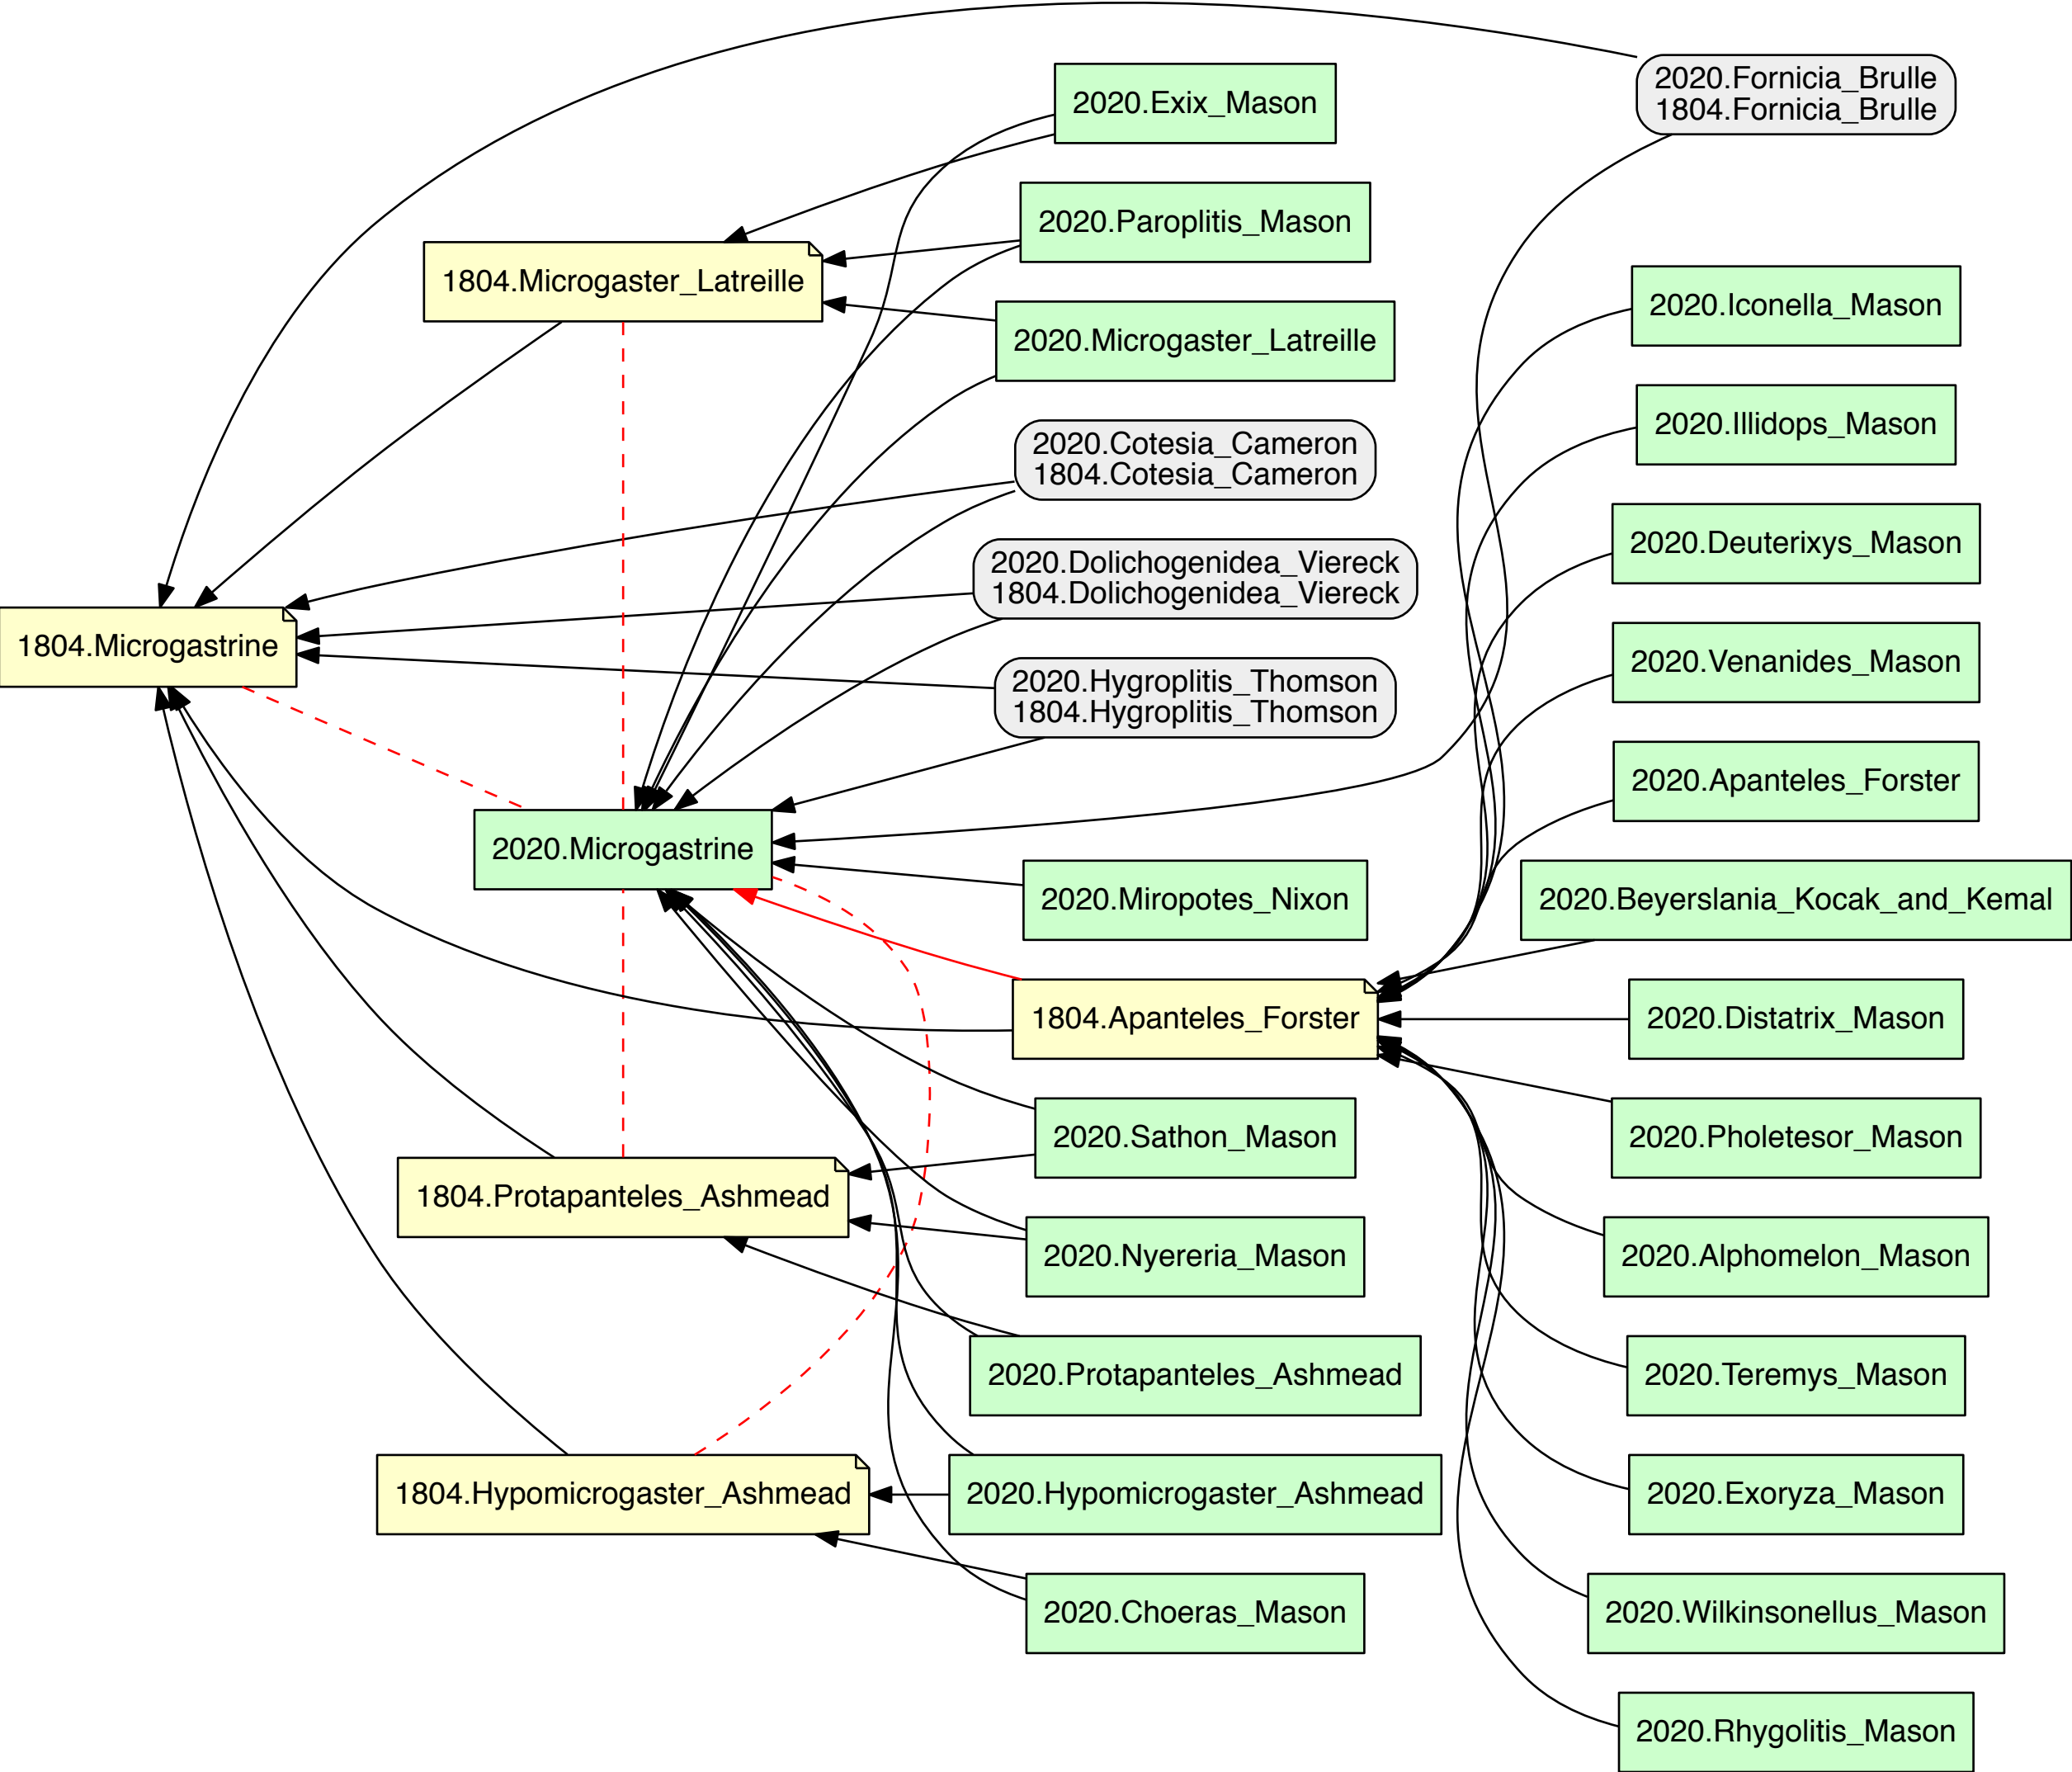 2020.Fornicia_Brulle
1804.Fornicia_Brulle
2020.Exix_Mason
2020.Paroplitis_Mason
1804.Microgaster_Latreille
2020.Iconella_Mason
2020.Microgaster_Latreille
2020.Illidops_Mason
2020.Cotesia_Cameron
1804.Cotesia_Cameron
2020.Deuterixys_Mason
2020.Dolichogenidea_Viereck
1804.Dolichogenidea_Viereck
1804.Microgastrine
2020.Venanides_Mason
2020.Hygroplitis_Thomson
1804.Hygroplitis_Thomson
2020.Apanteles_Forster
2020.Microgastrine
2020.Miropotes_Nixon
2020.Beyerslania_Kocak_and_Kemal
1804.Apanteles_Forster
2020.Distatrix_Mason
2020.Sathon_Mason
2020.Pholetesor_Mason
1804.Protapanteles_Ashmead
2020.Nyereria_Mason
2020.Alphomelon_Mason
2020.Protapanteles_Ashmead
2020.Teremys_Mason
1804.Hypomicrogaster_Ashmead
2020.Hypomicrogaster_Ashmead
2020.Exoryza_Mason
2020.Choeras_Mason
2020.Wilkinsonellus_Mason
2020.Rhygolitis_Mason